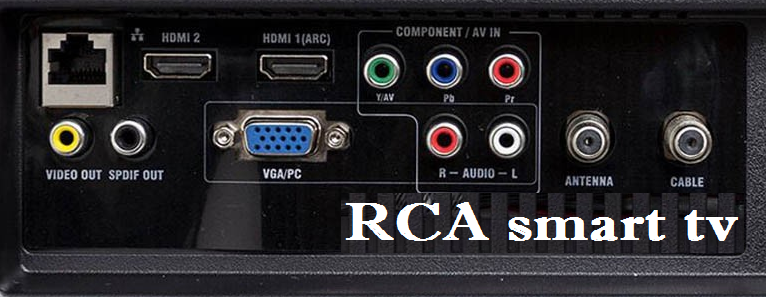 HDMI 2
HDMI 1(ARC)
COMPONENT / AV IN
Y/AV
Pb
Pr
VIDEO OUT
SPDIF OUT
VGA/PC
R – AUDIO – L
ANTENNA
CABLE
RCA smart tv